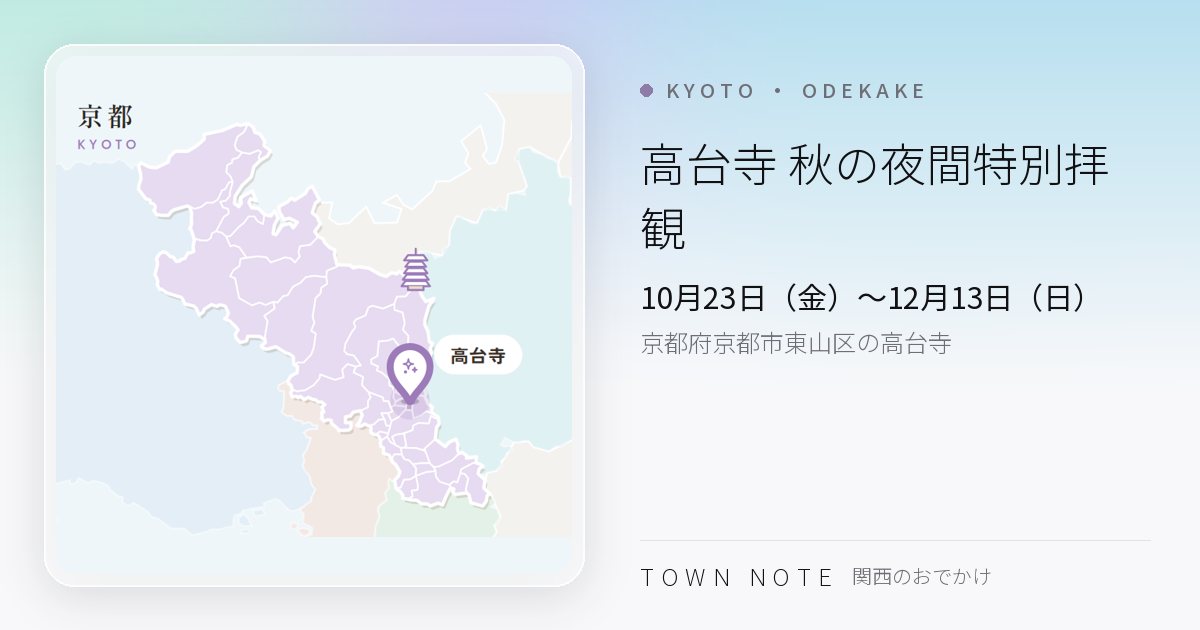 京都
KYOTO
高台寺
KYOTO • ODEKAKE
高台寺 秋の夜間特別拝
観
10月23日（金）〜12月13日（日）
京都府京都市東山区の高台寺
TOWN NOTE 関西のおでかけ